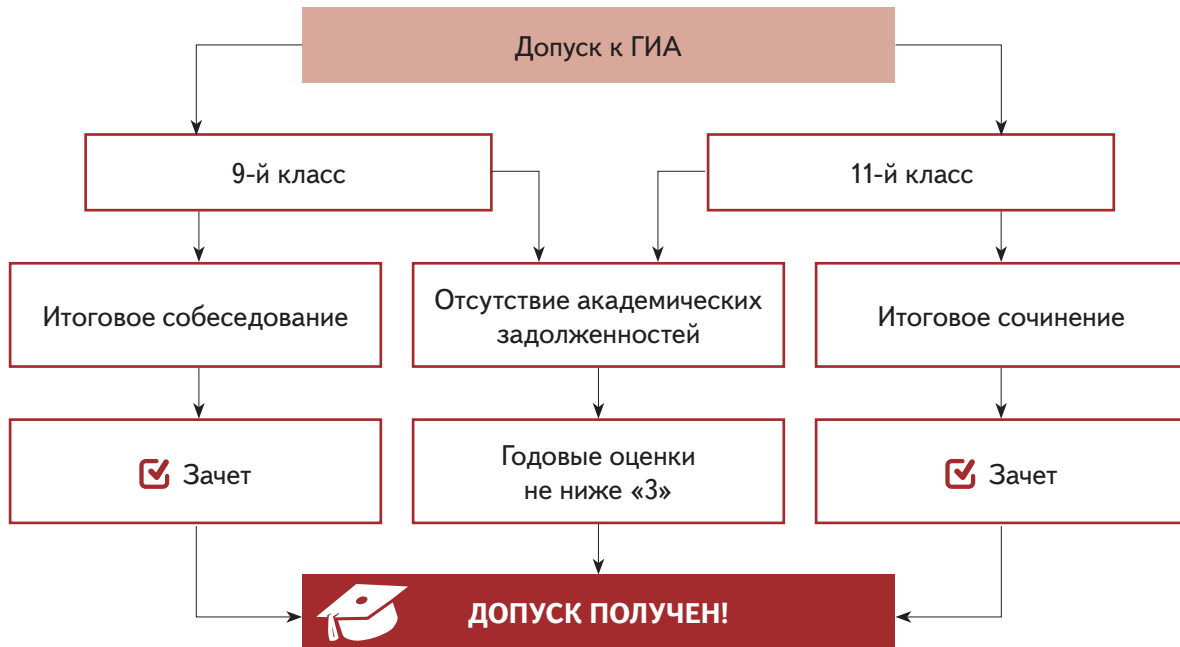 Допуск к ГИА
9-й класс
11-й класс
Итоговое собеседование
Отсутствие академических
задолженностей
Итоговое сочинение
Зачет
Годовые оценки
не ниже «3»
Зачет
ДОПУСК ПОЛУЧЕН!